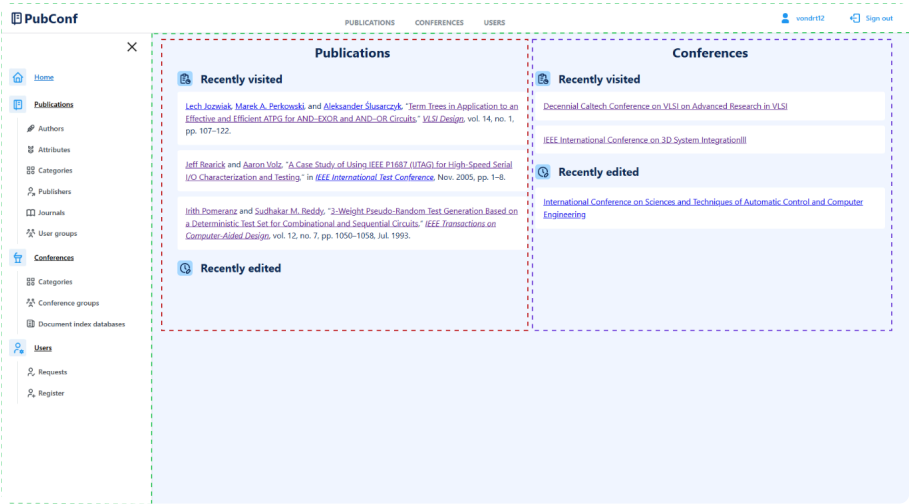 PubConf
PUBLICATIONS CONFERENCES USERS
vondrt12 Sign out
Home
Publications
Authors
Attributes
Categories
Publishers
Journals
User groups
Conferences
Categories
Conference groups
Document index databases
Users
Requests
Register
Publications
Recently visited
Lech Jozwiak, Marek A. Perkowski, and Aleksander Ślusarczyk, "Term Trees in Application to an
Effective and Efficient ATPG for AND–EXOR and AND–OR Circuits," VLSI Design, vol. 14, no. 1,
pp. 107–122.
Jeff Rearick and Aaron Volz, "A Case Study of Using IEEE P1687 (IJTAG) for High-Speed Serial
I/O Characterization and Testing," in IEEE International Test Conference, Nov. 2005, pp. 1–8.
Irith Pomeranz and Sudhakar M. Reddy, "3-Weight Pseudo-Random Test Generation Based on
a Deterministic Test Set for Combinational and Sequential Circuits," IEEE Transactions on
Computer-Aided Design, vol. 12, no. 7, pp. 1050–1058, Jul. 1993.
Recently edited
Conferences
Recently visited
Decennial Caltech Conference on VLSI on Advanced Research in VLSI
IEEE International Conference on 3D System IntegrationIII
Recently edited
International Conference on Sciences and Techniques of Automatic Control and Computer
Engineering